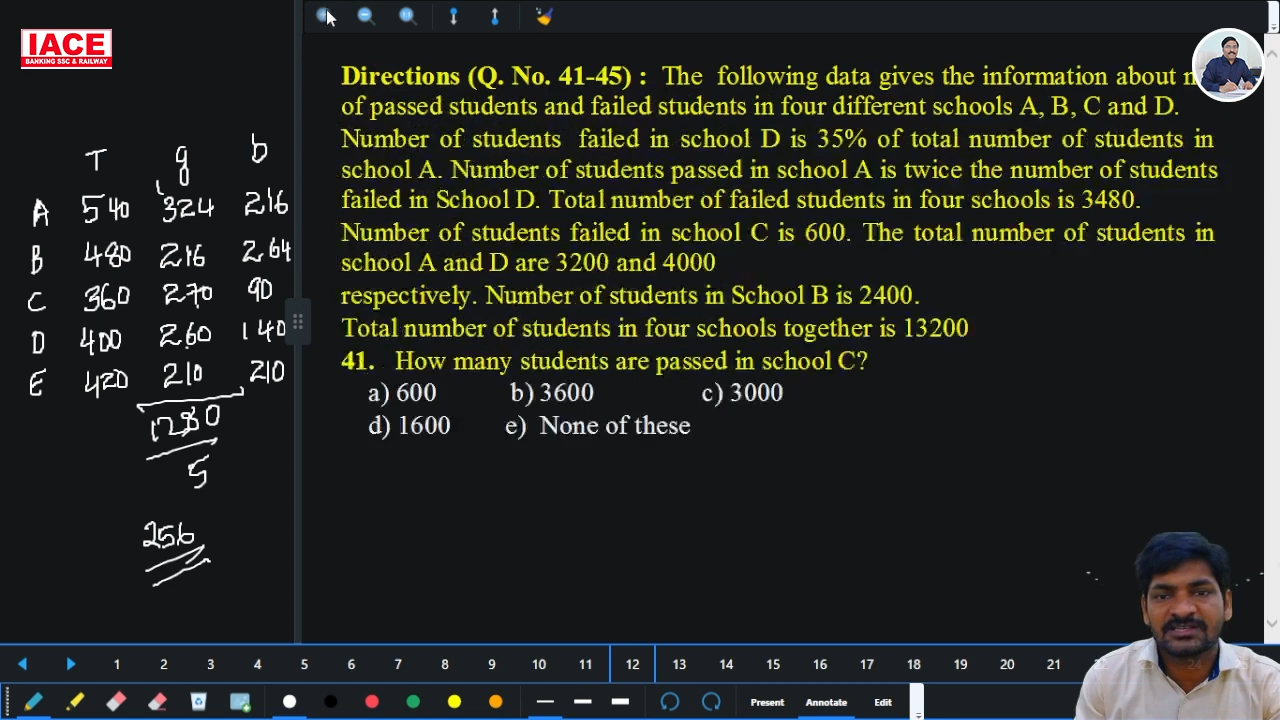 IACE
BANKING SSC & RAILWAY
Directions (Q. No. 41-45) : The following data gives the information about
of passed students and failed students in four different schools A, B, C and D.
Number of students failed in school D is 35% of total number of students in
school A. Number of students passed in school A is twice the number of students
failed in School D. Total number of failed students in four schools is 3480.
Number of students failed in school C is 600. The total number of students in
school A and D are 3200 and 4000
respectively. Number of students in School B is 2400.
Total number of students in four schools together is 13200
41. How many students are passed in school C?
a) 600 b) 3600 c) 3000
d) 1600 e) None of these
T g b
A 540 324 216
B 480 216 264
C 360 270 90
D 400 260 140
E 420 210 210
1280
5
256
1 2 3 4 5 6 7 8 9 10 11 12 13 14 15 16 17 18 19 20 21
Present Annotate Edit